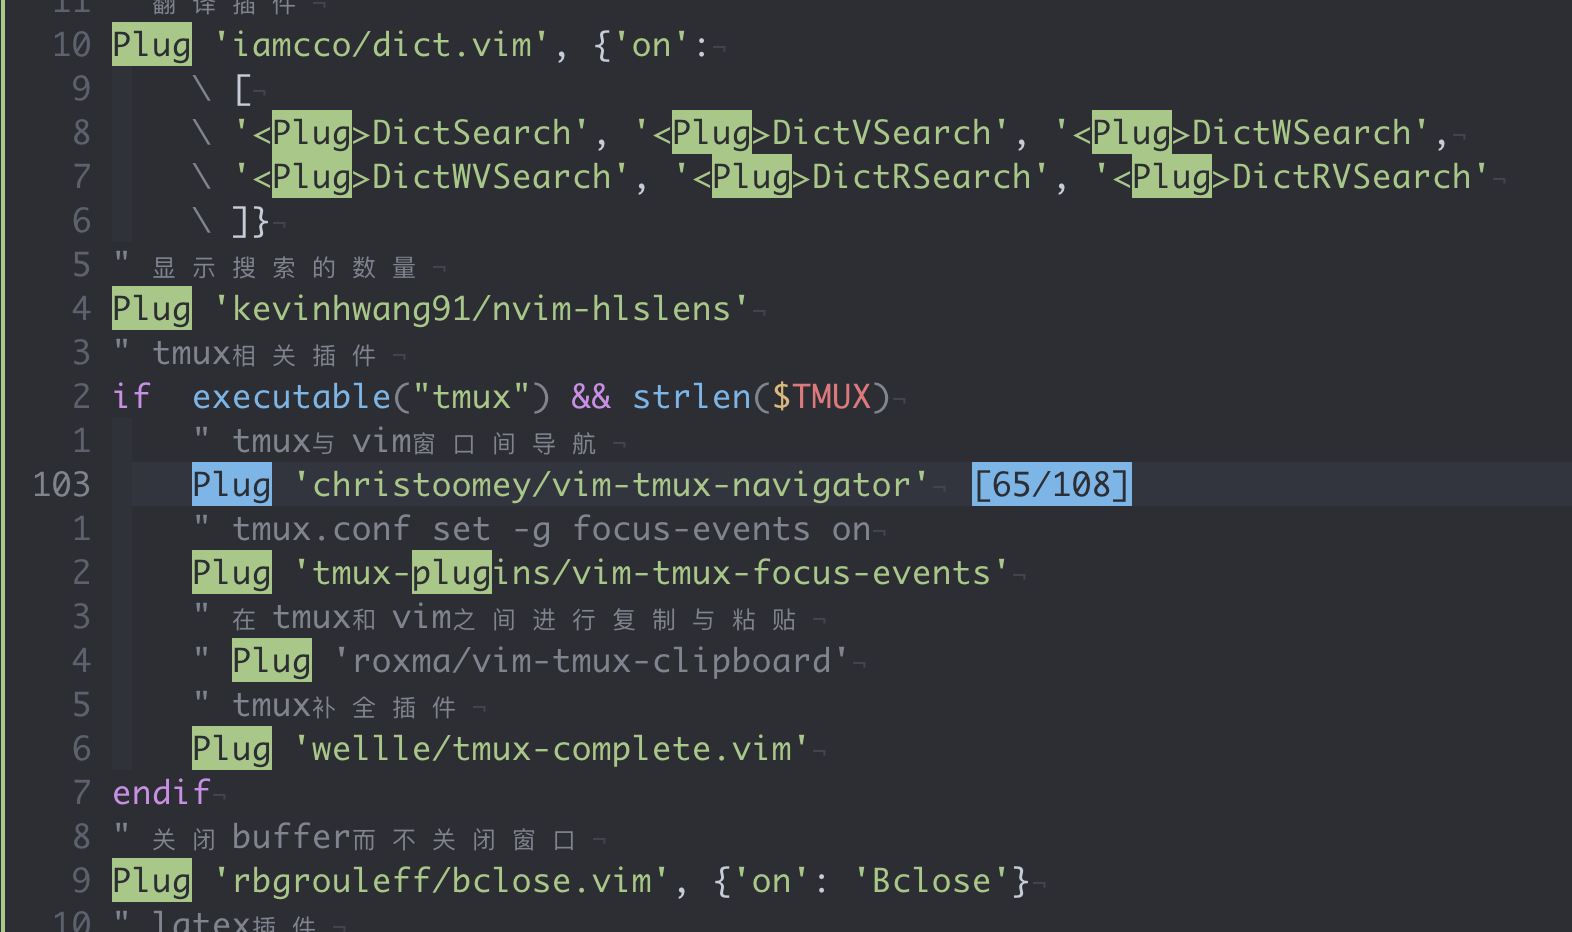 11 " 翻译插件¬
10 Plug 'iamcco/dict.vim', {'on':¬
9 \ [¬
8 \ '<Plug>DictSearch', '<Plug>DictVSearch', '<Plug>DictWSearch',¬
7 \ '<Plug>DictWVSearch', '<Plug>DictRSearch', '<Plug>DictRVSearch'¬
6 \ ]}¬
5 " 显示搜索的数量¬
4 Plug 'kevinhwang91/nvim-hlslens'¬
3 " tmux相关插件¬
2 if  executable("tmux") && strlen($TMUX)¬
1 " tmux与vim窗口间导航¬
103 Plug 'christoomey/vim-tmux-navigator'¬ [65/108]
1 " tmux.conf set -g focus-events on¬
2 Plug 'tmux-plugins/vim-tmux-focus-events'¬
3 " 在tmux和vim之间进行复制与粘贴¬
4 " Plug 'roxma/vim-tmux-clipboard'¬
5 " tmux补全插件¬
6 Plug 'wellle/tmux-complete.vim'¬
7 endif¬
8 " 关闭buffer而不关闭窗口¬
9 Plug 'rbgrouleff/bclose.vim', {'on': 'Bclose'}¬
10 " latex插件¬